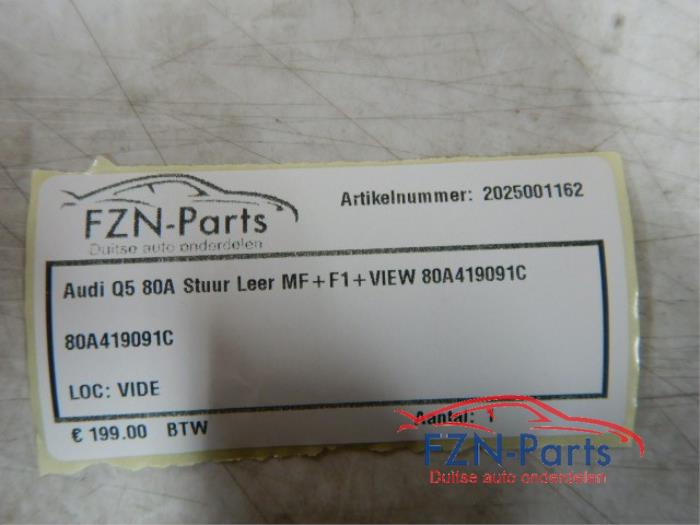 FZN-Parts
Duitse auto onderdelen
Artikelnummer: 2025001162
Audi Q5 80A Stuur Leer MF+F1+VIEW 80A419091C
80A419091C
LOC: VIDE
€ 199.00 BTW
Aantal: 1
FZN-Parts
Duitse auto onderdelen